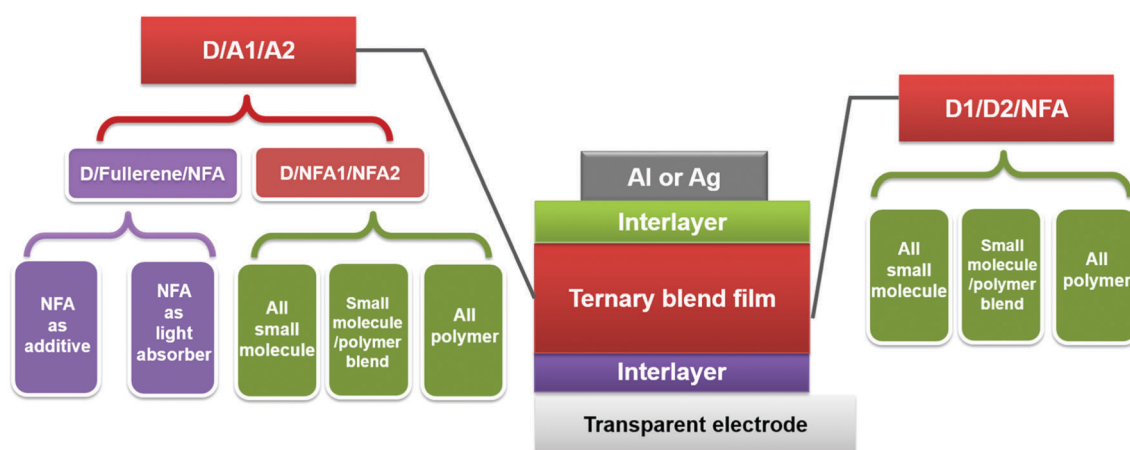 D/A1/A2
D/Fullerene/NFA
D/NFA1/NFA2
NFA
as
additive
NFA
as
light
absorber
All
small
molecule
Small
molecule
/polymer
blend
All
polymer
Al or Ag
Interlayer
Ternary blend film
Interlayer
Transparent electrode
D1/D2/NFA
All
small
molecule
Small
molecule
/polymer
blend
All
polymer